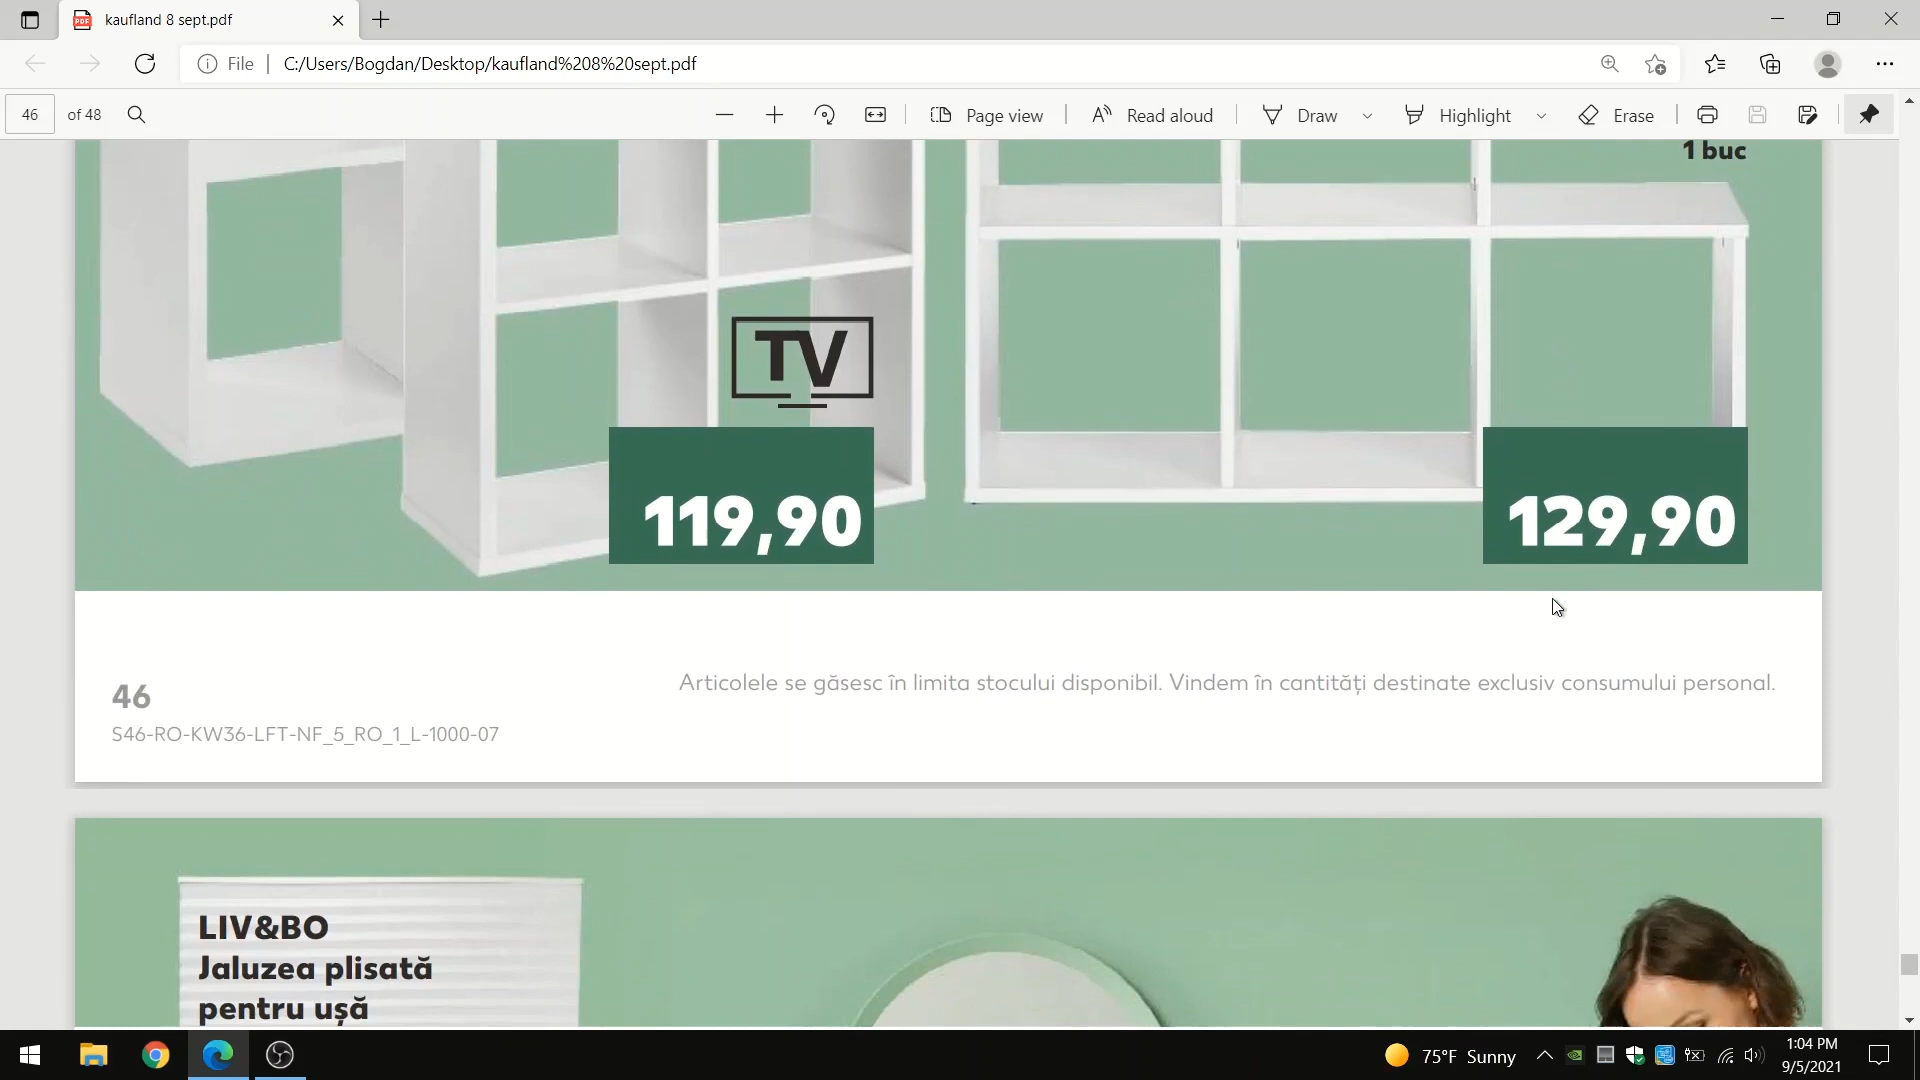 kaufland 8 sept.pdf
File
C:/Users/Bogdan/Desktop/kaufland%208%20sept.pdf
46
of 48
Page view
Read aloud
Draw
Highlight
Erase
1 buc
TV
119,90
129,90
46
Articolele se găsesc în limita stocului disponibil. Vindem în cantități destinate exclusiv consumului personal.
S46-RO-KW36-LFT-NF_5_RO_1_L-1000-07
LIV&BO
Jaluzea plisată
pentru ușă
75°F Sunny
1:04 PM
9/5/2021